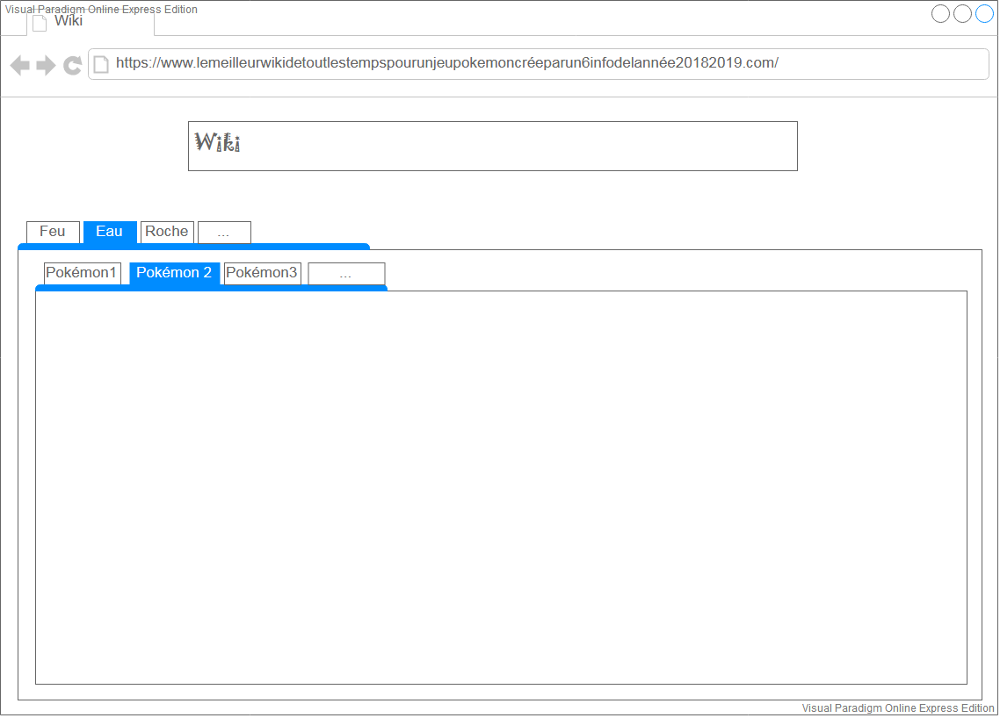 Visual Paradigm Online Express Edition
Wiki
https://www.lemeilleurwikidetoutlestempspourunjeupokemoncréeparun6infodelannée20182019.com/
Wiki
Feu Eau Roche ...
Pokémon1 Pokémon 2 Pokémon3 ...
Visual Paradigm Online Express Edition